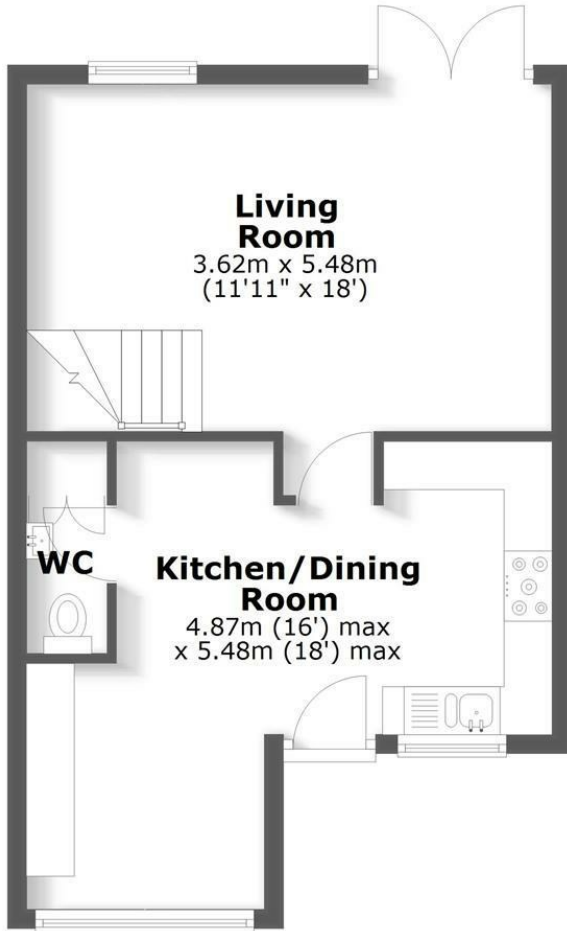 Living
Room
3.62m x 5.48m
(11'11" x 18')
WC
Kitchen/Dining
Room
4.87m (16') max
x 5.48m (18') max